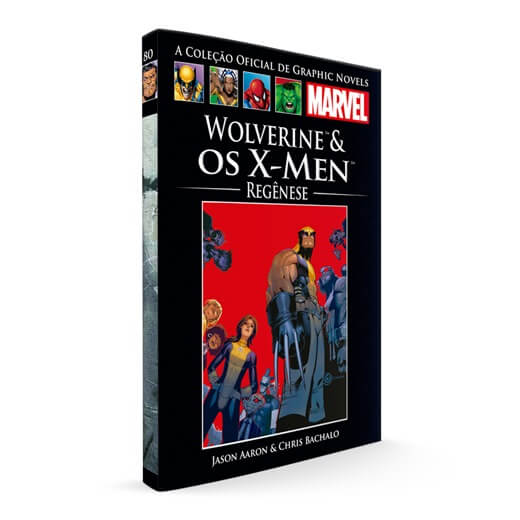 80
A Coleção Oficial de Graphic Novels
MARVEL
Wolverine™ &
os X-Men™
Regênese
Jason Aaron & Chris Bachalo